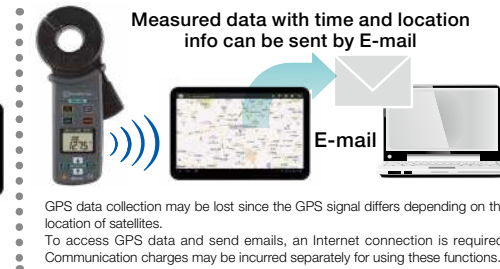 Measured data with time and location
info can be sent by E-mail
E-mail
GPS data collection may be lost since the GPS signal differs depending on th
location of satellites.
To access GPS data and send emails, an Internet connection is required
Communication charges may be incurred separately for using these functions.